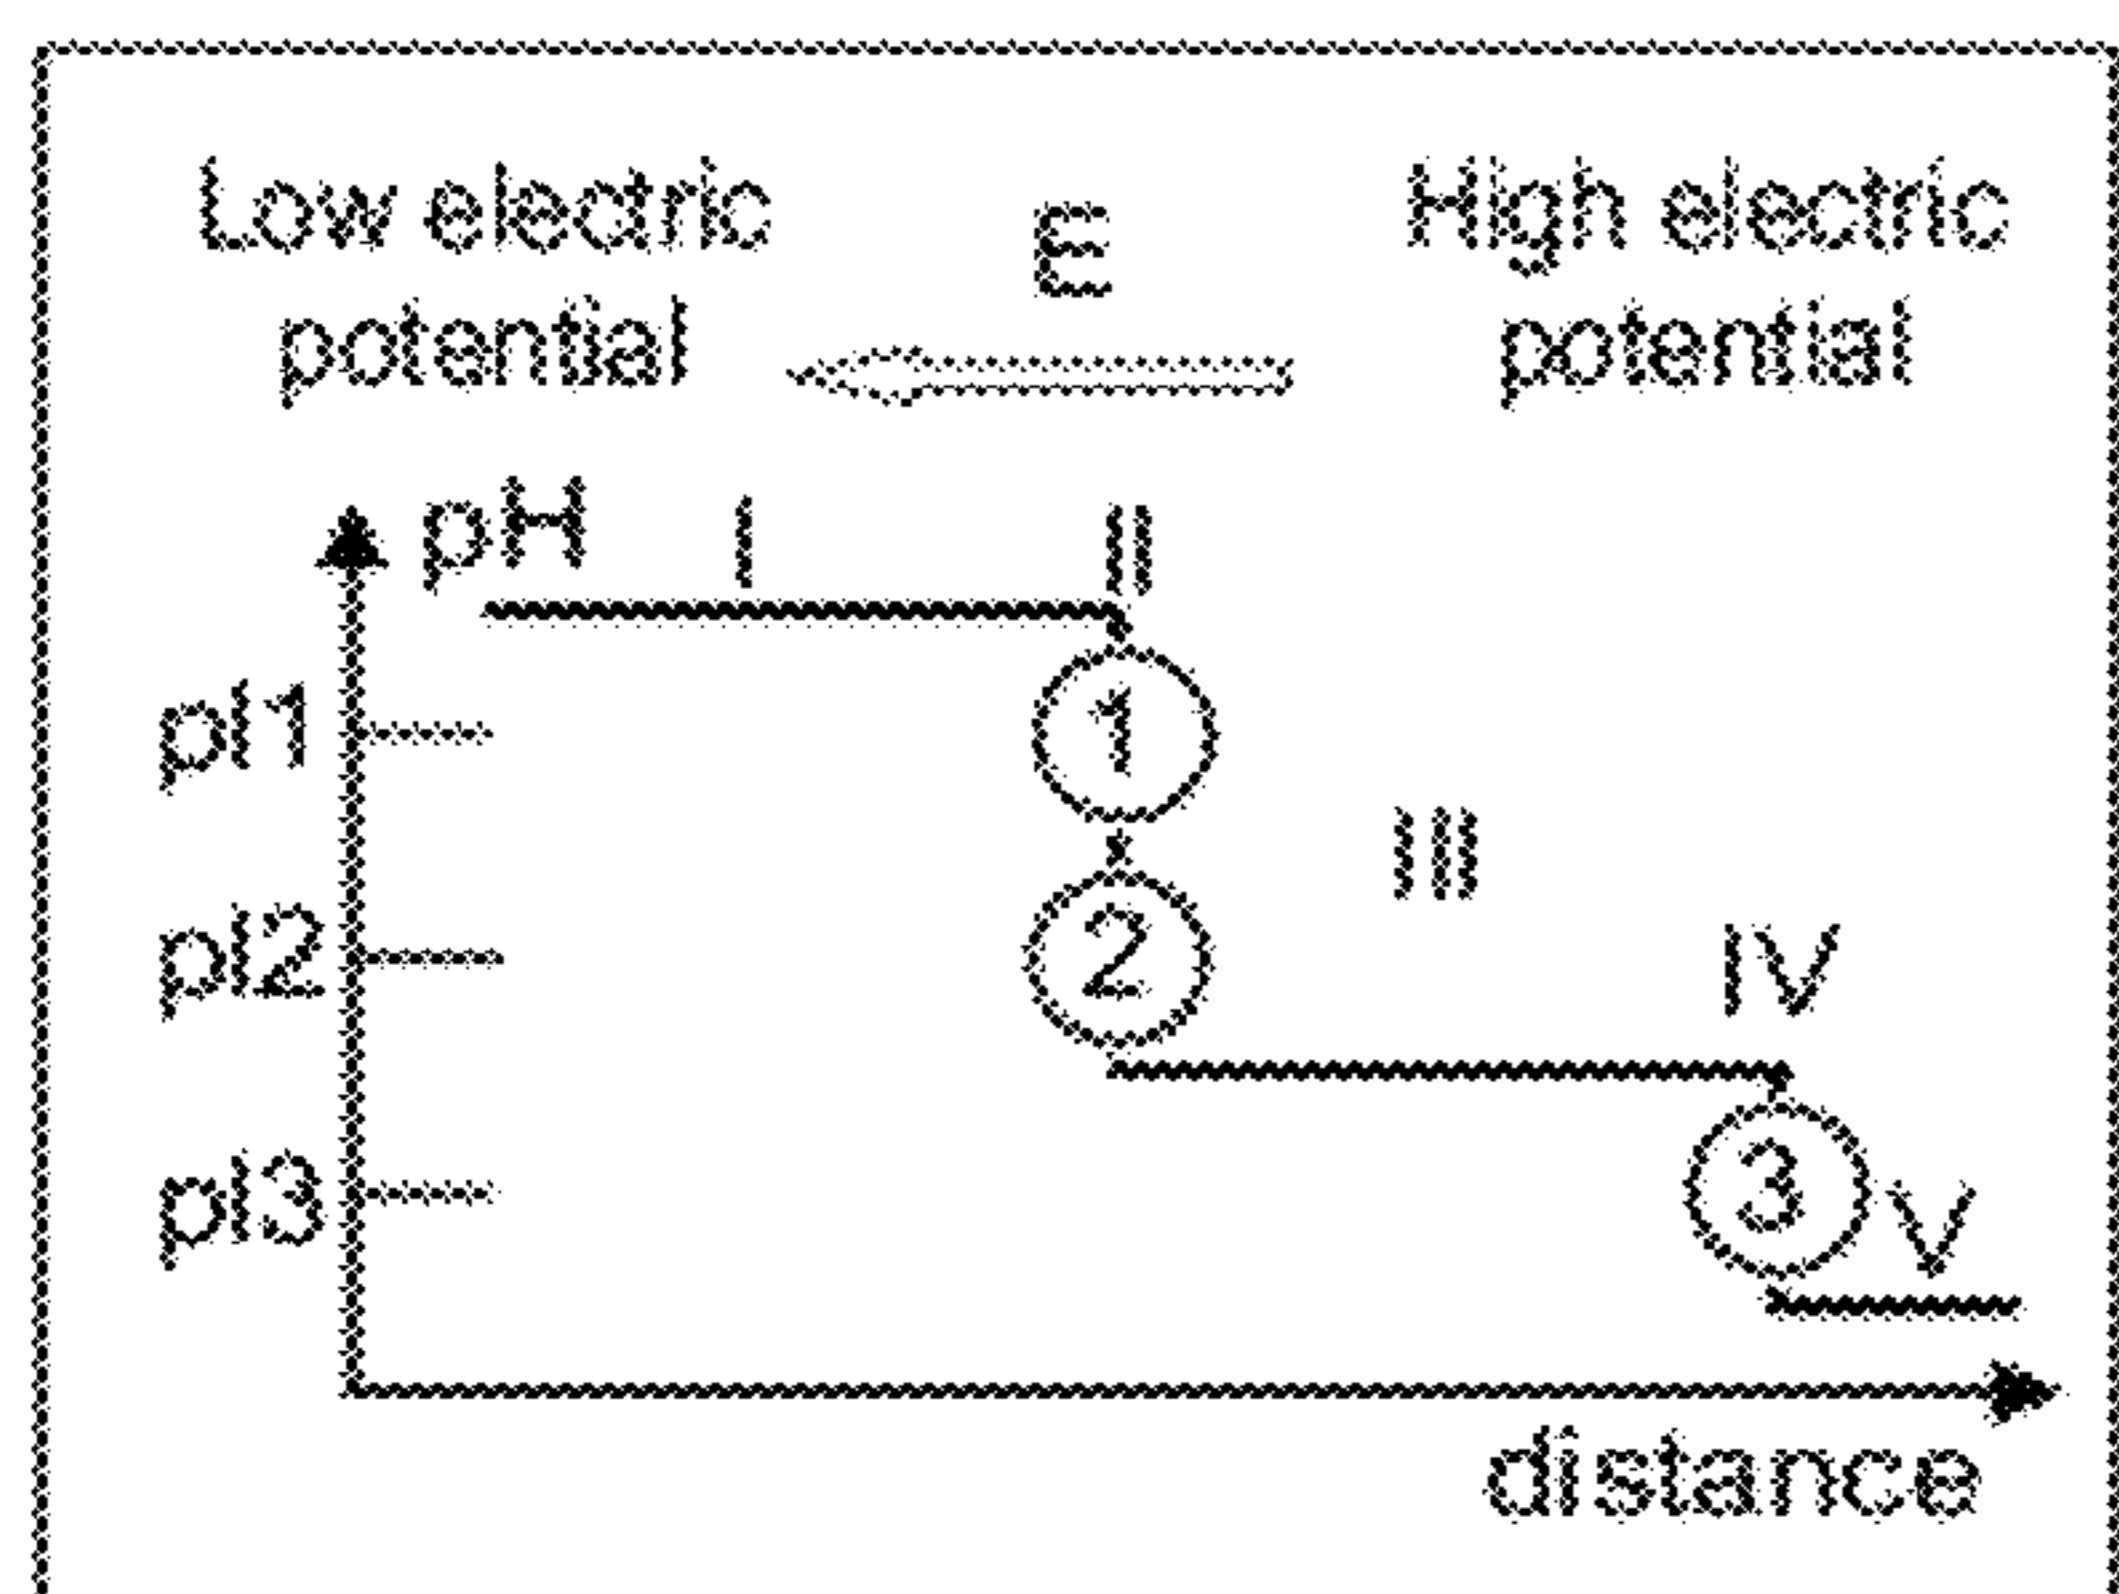 Low electric
potential
E
High electric
potential
pH
I
II
pI1
1
III
pI2
2
IV
pI3
3
V
distance